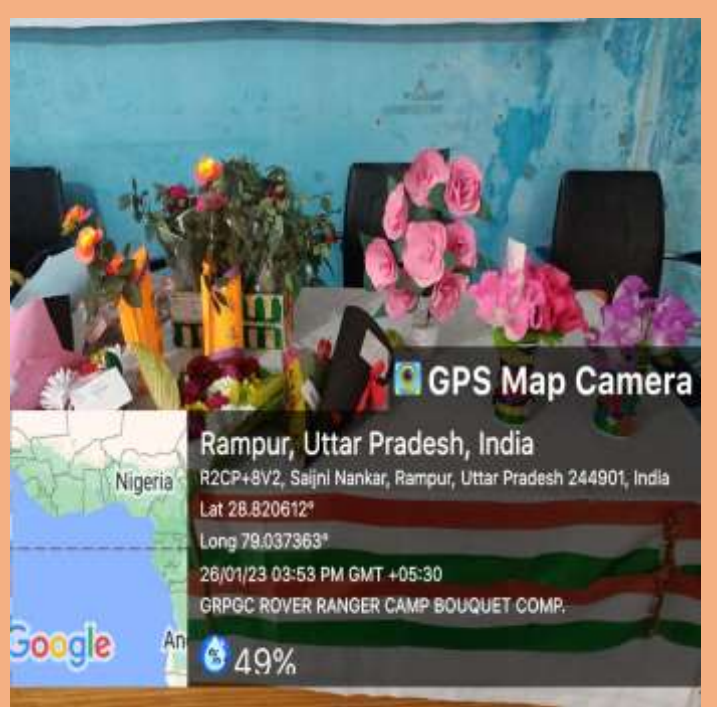 GPS Map Camera
Rampur, Uttar Pradesh, India
R2CP+8V2, Saijni Nankar, Rampur, Uttar Pradesh 244901, India
Lat 28.820612°
Long 79.037363°
26/01/23 03:53 PM GMT +05:30
GRPGC ROVER RANGER CAMP BOUQUET COMP.
49%
Nigeria
An
Google